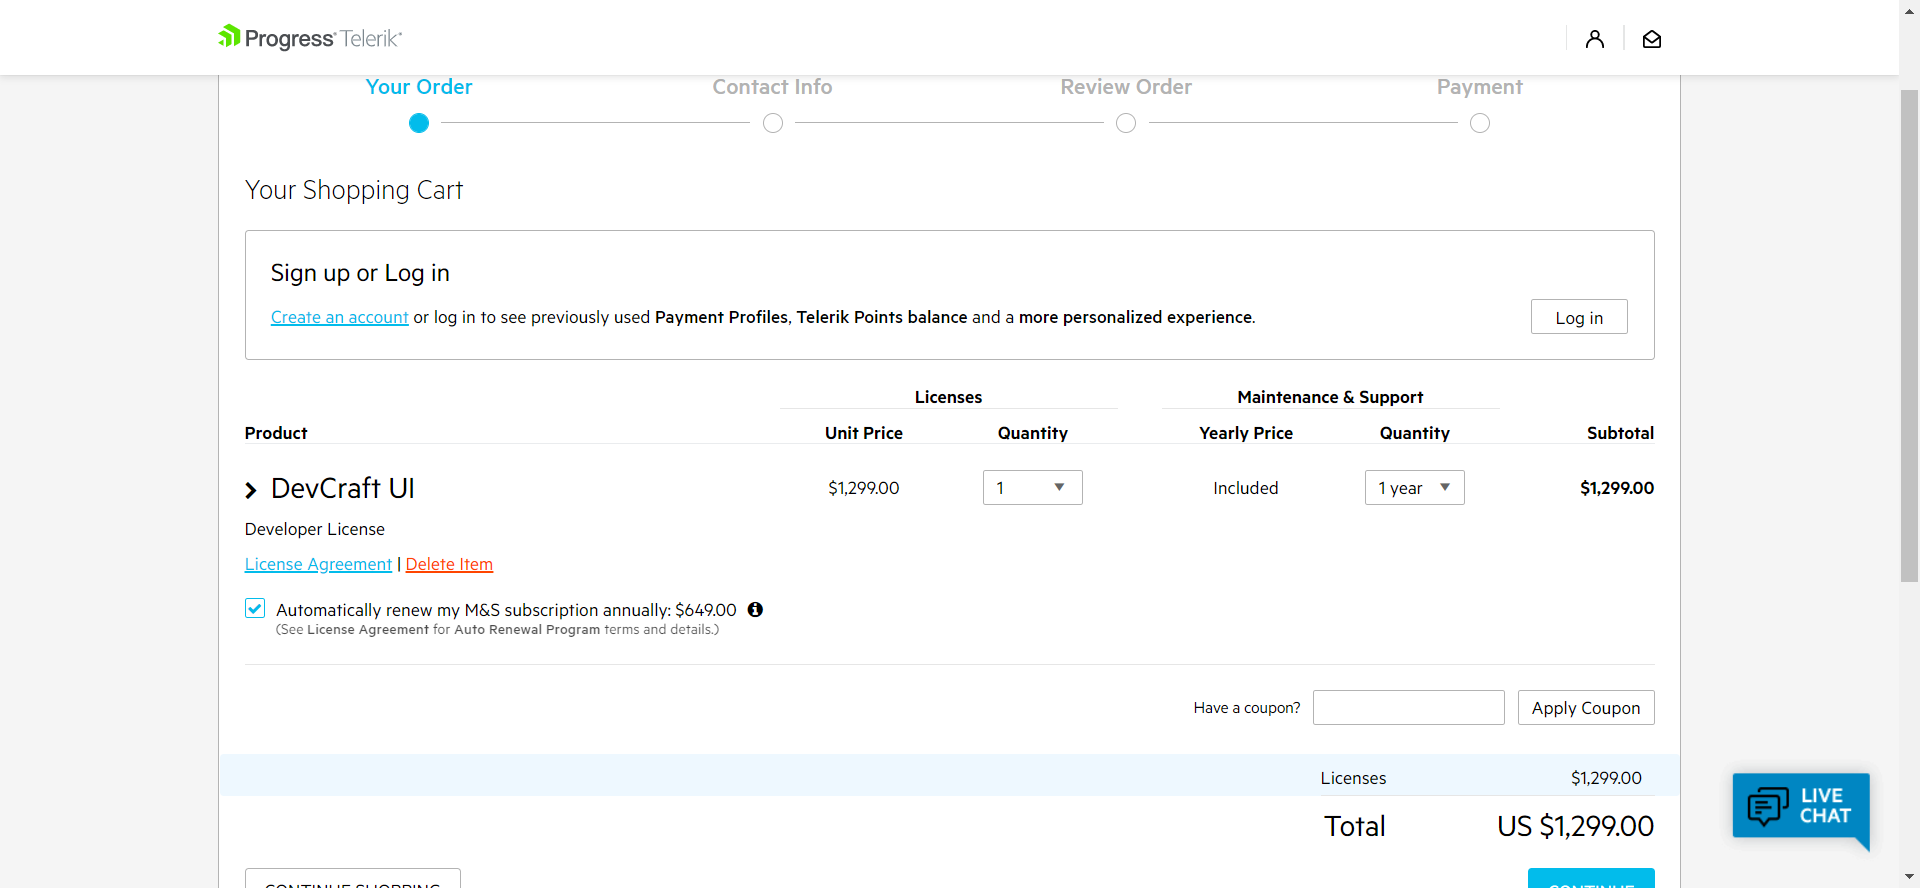 Progress Telerik
Your Order Contact Info Review Order Payment
Your Shopping Cart
Sign up or Log in
Create an account or log in to see previously used Payment Profiles, Telerik Points balance and a more personalized experience.
Log in
Licenses Maintenance & Support
Product Unit Price Quantity Yearly Price Quantity Subtotal
DevCraft UI $1,299.00 1 Included 1 year $1,299.00
Developer License
License Agreement | Delete Item
Automatically renew my M&S subscription annually: $649.00
(See License Agreement for Auto Renewal Program terms and details.)
Have a coupon? Apply Coupon
Licenses $1,299.00
Total US $1,299.00
LIVE
CHAT
CONTINUE SHOPPING CONTINUE